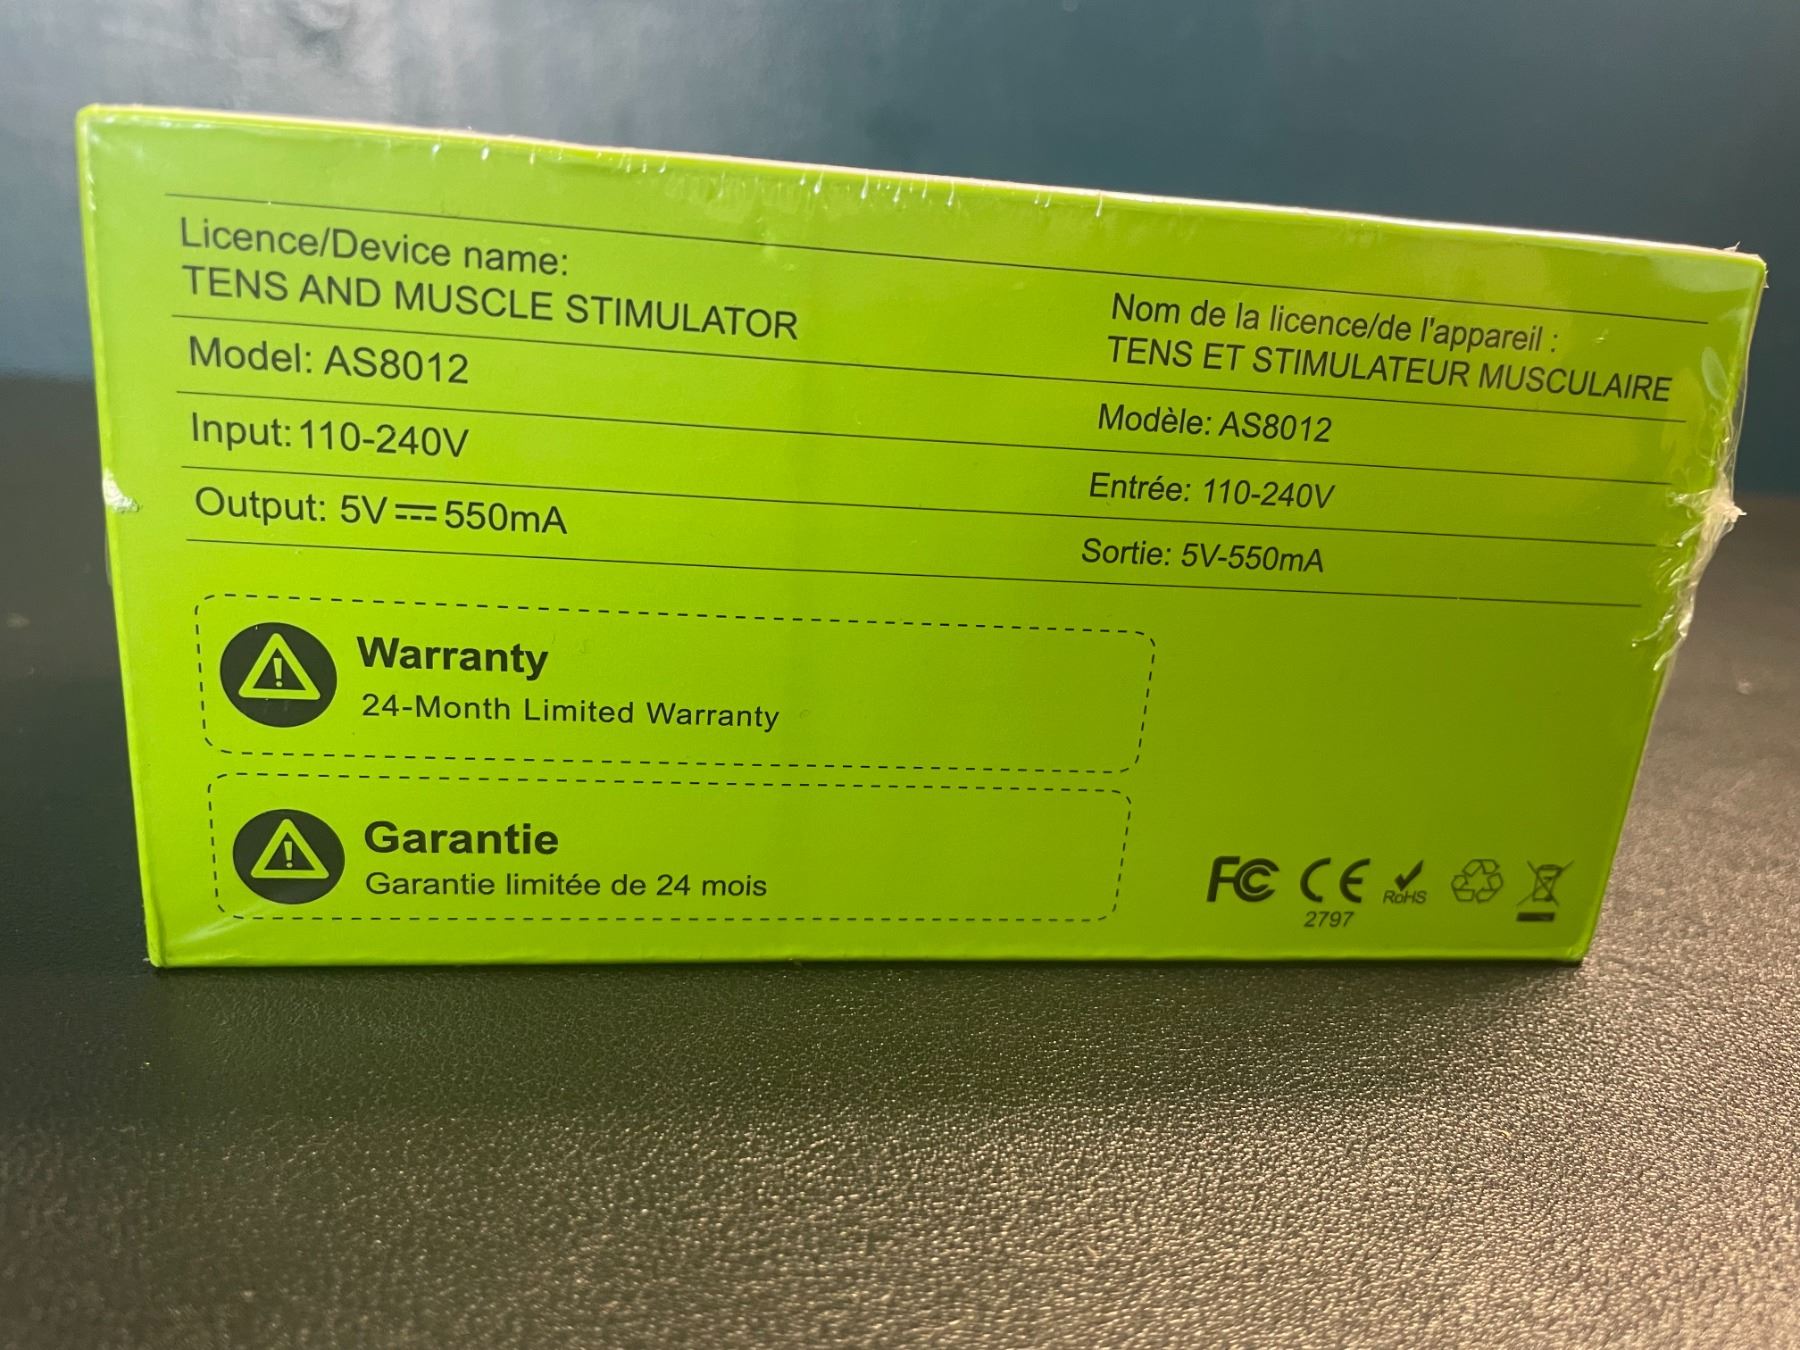 Licence/Device name:
TENS AND MUSCLE STIMULATOR
Model: AS8012
Input: 110-240V
Output: 5V⎓550mA
Nom de la licence/de l'appareil :
TENS ET STIMULATEUR MUSCULAIRE
Modèle: AS8012
Entrée: 110-240V
Sortie: 5V-550mA
Warranty
24-Month Limited Warranty
Garantie
Garantie limitée de 24 mois
FC CE RoHS
2797